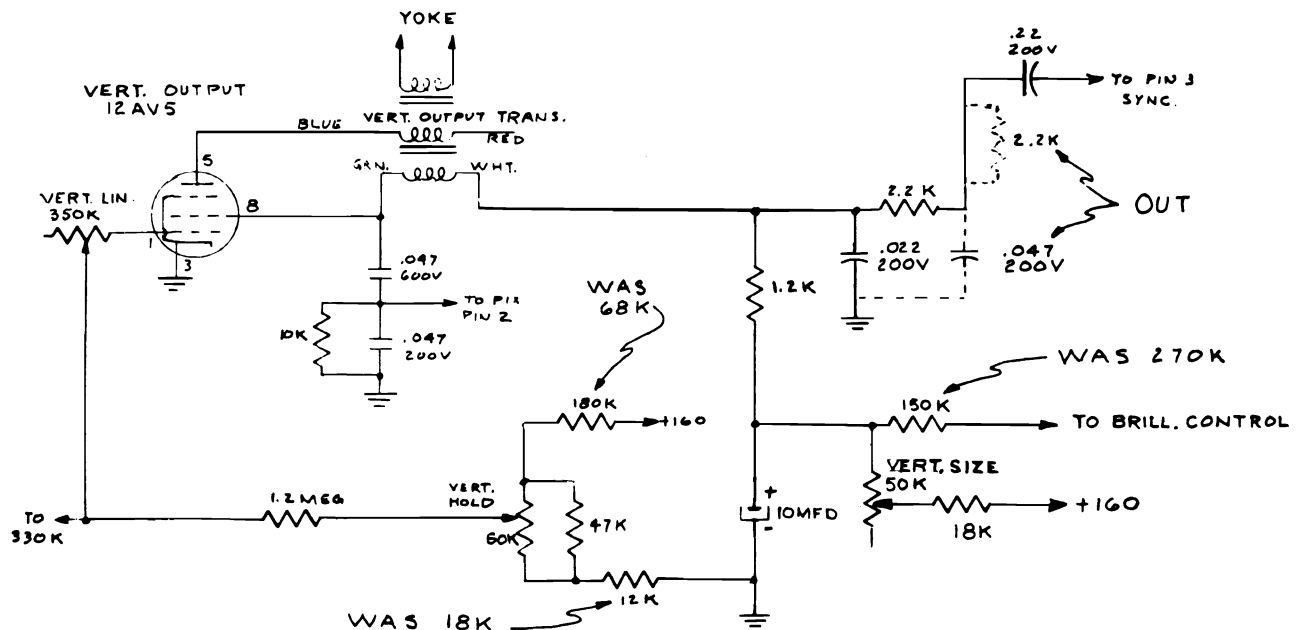 YOKE
.22
200V
TO PIN 3
SYNC.
VERT. OUTPUT
12AV5
BLUE
VERT. OUTPUT TRANS.
RED
5
GRN.
WHT.
2.2K
2.2 K
OUT
VERT. LIN.
350K
8
1
3
.047
600V
.022
200V
.047
200V
WAS
68K
1.2K
TO PIX
PIN 2
10K
.047
200V
WAS 270K
180K
+160
150K
TO BRILL. CONTROL
VERT. SIZE
50K
1.2 MEG
VERT.
HOLD
+
10MFD
-
+160
TO
330K
60K
47K
18K
12K
WAS 18K